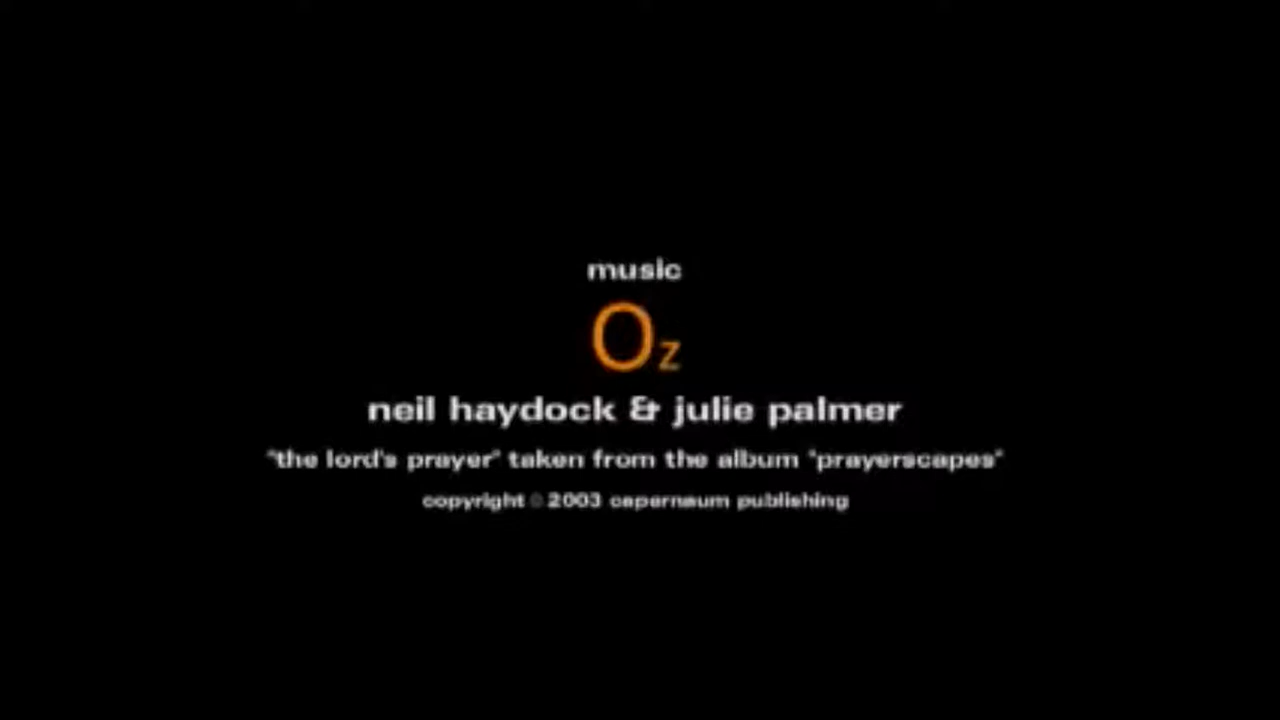 music
Oz
neil haydock & julie palmer
"the lord's prayer" taken from the album "prayerscapes"
copyright © 2003 capernaum publishing